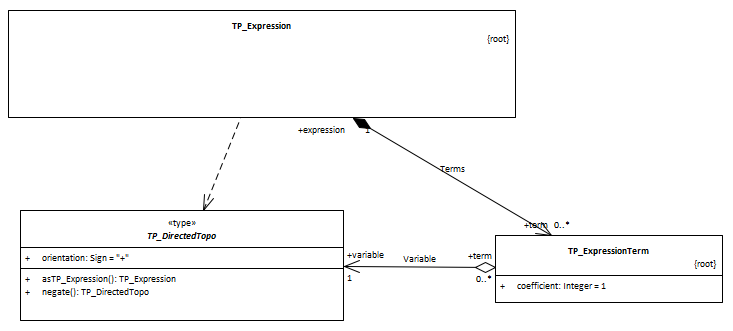 TP_Expression
{root}
+expression
1
Terms
+term 0..*
«type»
TP_DirectedTopo
+ orientation: Sign = "+"
+ asTP_Expression(): TP_Expression
+ negate(): TP_DirectedTopo
+variable
Variable
+term
1
0..*
TP_ExpressionTerm
{root}
+ coefficient: Integer = 1